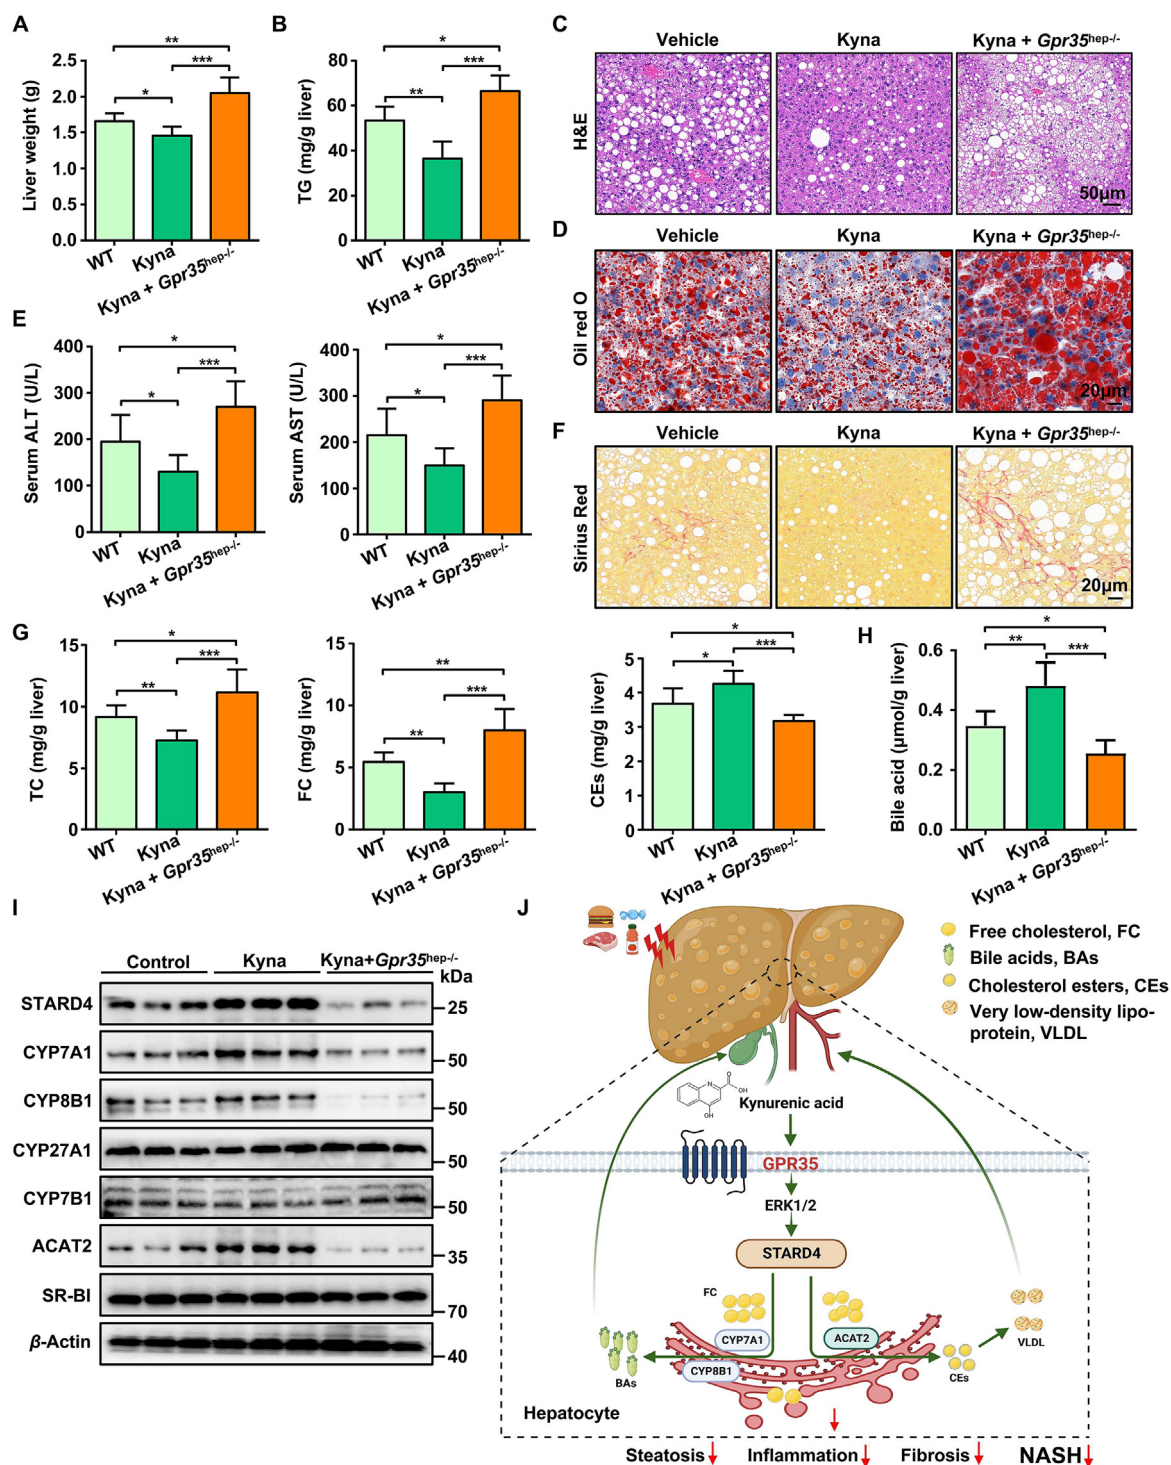 A
Liver weight (g)
2.5
2.0
1.5
1.0
0.5
0.0
**
***
*
WT
Kyna
Kyna + Gpr35hep-/-
B
TG (mg/g liver)
80
60
40
20
0
*
***
**
WT
Kyna
Kyna + Gpr35hep-/-
C
Vehicle
Kyna
Kyna + Gpr35hep-/-
H&E
50μm
D
Vehicle
Kyna
Kyna + Gpr35hep-/-
Oil red O
20μm
E
Serum ALT (U/L)
400
300
200
100
0
*
***
*
WT
Kyna
Kyna + Gpr35hep-/-
Serum AST (U/L)
400
300
200
100
0
*
***
*
WT
Kyna
Kyna + Gpr35hep-/-
F
Vehicle
Kyna
Kyna + Gpr35hep-/-
Sirius Red
20μm
G
TC (mg/g liver)
15
10
5
0
*
***
**
WT
Kyna
Kyna + Gpr35hep-/-
FC (mg/g liver)
15
10
5
0
**
***
**
WT
Kyna
Kyna + Gpr35hep-/-
CEs (mg/g liver)
5
4
3
2
1
0
*
***
*
WT
Kyna
Kyna + Gpr35hep-/-
H
Bile acid (μmol/g liver)
0.6
0.4
0.2
0.0
*
**
***
WT
Kyna
Kyna + Gpr35hep-/-
I
Control
Kyna
Kyna+Gpr35hep-/-
kDa
STARD4
25
CYP7A1
50
CYP8B1
50
CYP27A1
50
CYP7B1
50
ACAT2
35
SR-BI
70
β-Actin
40
J
Free cholesterol, FC
Bile acids, BAs
Cholesterol esters, CEs
Very low-density lipo-
protein, VLDL
N
O
OH
OH
Kynurenic acid
GPR35
ERK1/2
STARD4
FC
CYP7A1
ACAT2
CYP8B1
BAs
CEs
VLDL
Hepatocyte
Steatosis
Inflammation
Fibrosis
NASH